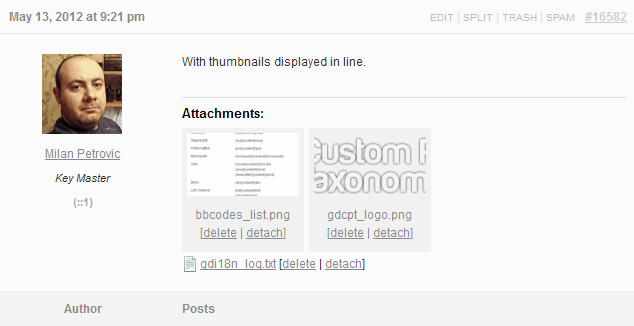 May 13, 2012 at 9:21 pm
EDIT | SPLIT | TRASH | SPAM #16582
With thumbnails displayed in line.
Milan Petrovic
Key Master
(::1)
Attachments:
Custom P
axonom
bbcodes_list.png
[delete | detach]
gdcpt_logo.png
[delete | detach]
gdi18n_log.txt [delete | detach]
Author Posts